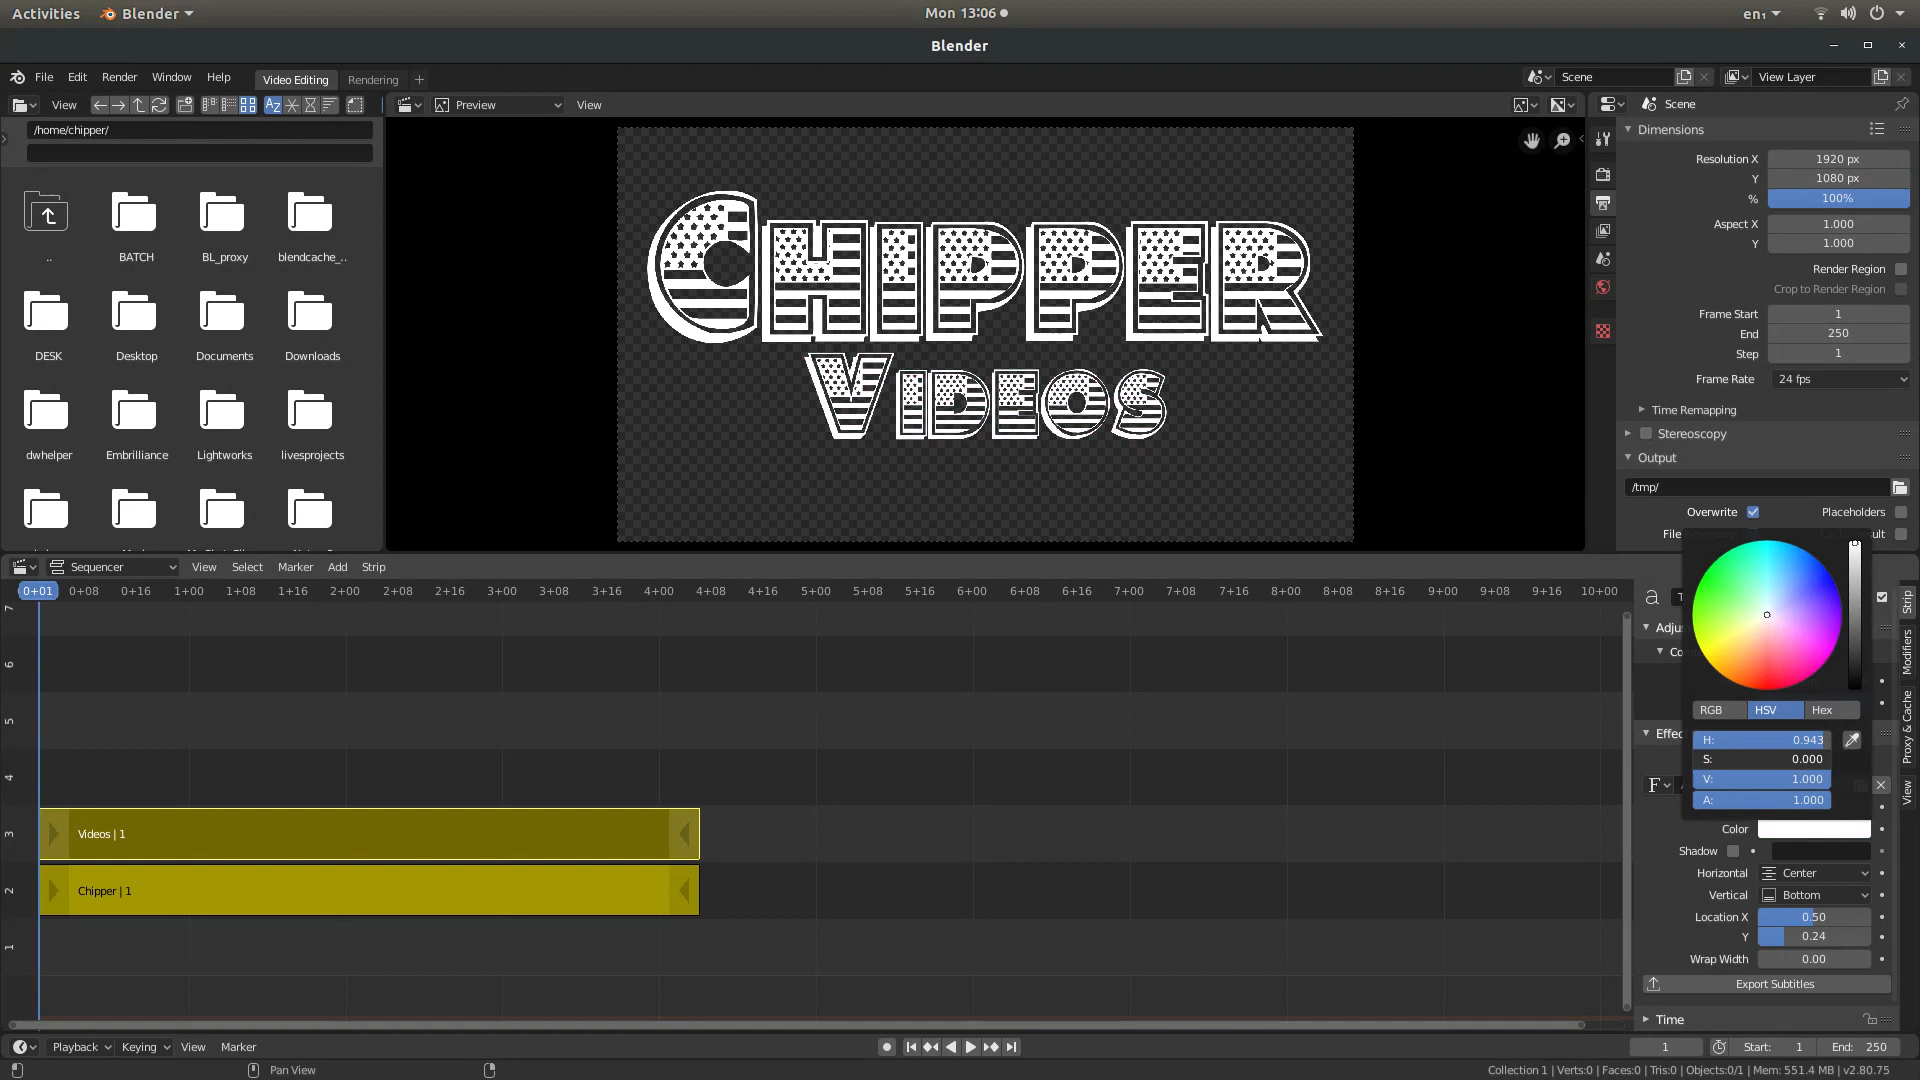 Activities Blender Mon 13:06 en₁
Blender
File Edit Render Window Help Video Editing Rendering + Scene View Layer
View Preview View Scene
/home/chipper/
Dimensions
Resolution X 1920 px
Y 1080 px
% 100%
Aspect X 1.000
Y 1.000
Render Region
Crop to Render Region
Frame Start 1
End 250
Step 1
Frame Rate 24 fps
Time Remapping
Stereoscopy
Output
/tmp/
Overwrite Placeholders
..
BATCH
BL_proxy
blendcache_..
DESK
Desktop
Documents
Downloads
dwhelper
Embrilliance
Lightworks
livesprojects
Chipper
Videos
Sequencer View Select Marker Add Strip
0+01 0+08 0+16 1+00 1+08 1+16 2+00 2+08 2+16 3+00 3+08 3+16 4+00 4+08 4+16 5+00 5+08 5+16 6+00 6+08 6+16 7+00 7+08 7+16 8+00 8+08 8+16 9+00 9+08 9+16 10+00
7
6
5
4
3
2
1
Videos | 1
Chipper | 1
a
Strip
Modifiers
Proxy & Cache
View
RGB HSV Hex
H: 0.943
S: 0.000
V: 1.000
A: 1.000
F
Color
Shadow
Horizontal Center
Vertical Bottom
Location X 0.50
Y 0.24
Wrap Width 0.00
Export Subtitles
Time
Playback Keying View Marker 1 Start: 1 End: 250
Pan View Collection 1 | Verts:0 | Faces:0 | Tris:0 | Objects:0/1 | Mem: 551.4 MB | v2.80.75